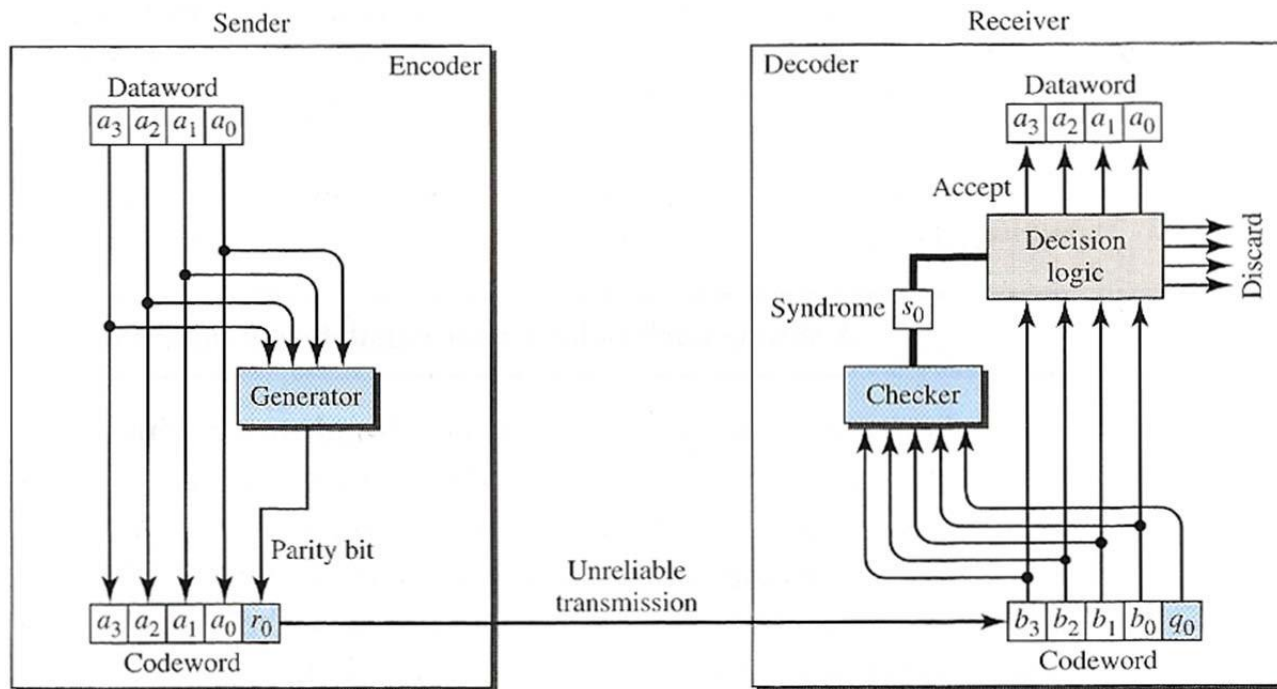 Sender
Encoder
Dataword
a3 a2 a1 a0
Generator
Parity bit
a3 a2 a1 a0 r0
Codeword
Unreliable
transmission
Receiver
Decoder
Dataword
a3 a2 a1 a0
Accept
Decision
logic
Discard
Syndrome s0
Checker
b3 b2 b1 b0 q0
Codeword